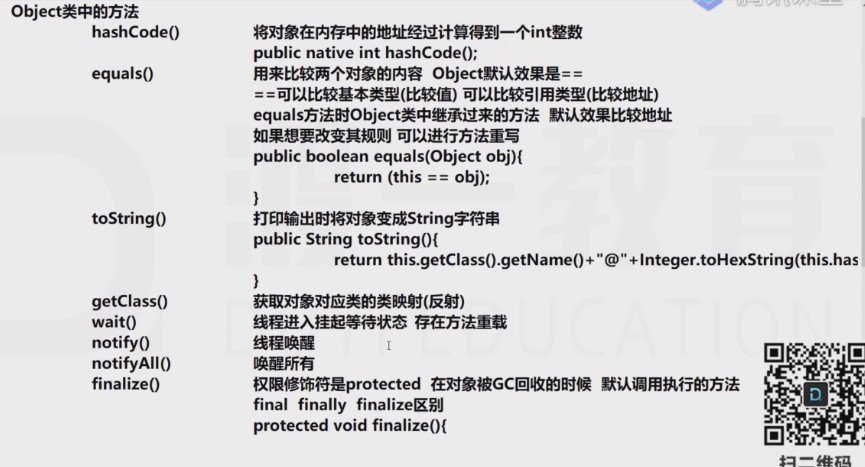 腾讯课堂
Object类中的方法
hashCode() 将对象在内存中的地址经过计算得到一个int整数
public native int hashCode();
equals() 用来比较两个对象的内容 Object默认效果是==
==可以比较基本类型(比较值) 可以比较引用类型(比较地址)
equals方法时Object类中继承过来的方法 默认效果比较地址
如果想要改变其规则 可以进行方法重写
public boolean equals(Object obj){
return (this == obj);
}
toString() 打印输出时将对象变成String字符串
public String toString(){
return this.getClass().getName()+"@"+Integer.toHexString(this.has
}
getClass() 获取对象对应类的类映射(反射)
wait() 线程进入挂起等待状态 存在方法重载
notify() 线程唤醒
notifyAll() 唤醒所有
finalize() 权限修饰符是protected 在对象被GC回收的时候 默认调用执行的方法
final finally finalize区别
protected void finalize(){
扫二维码